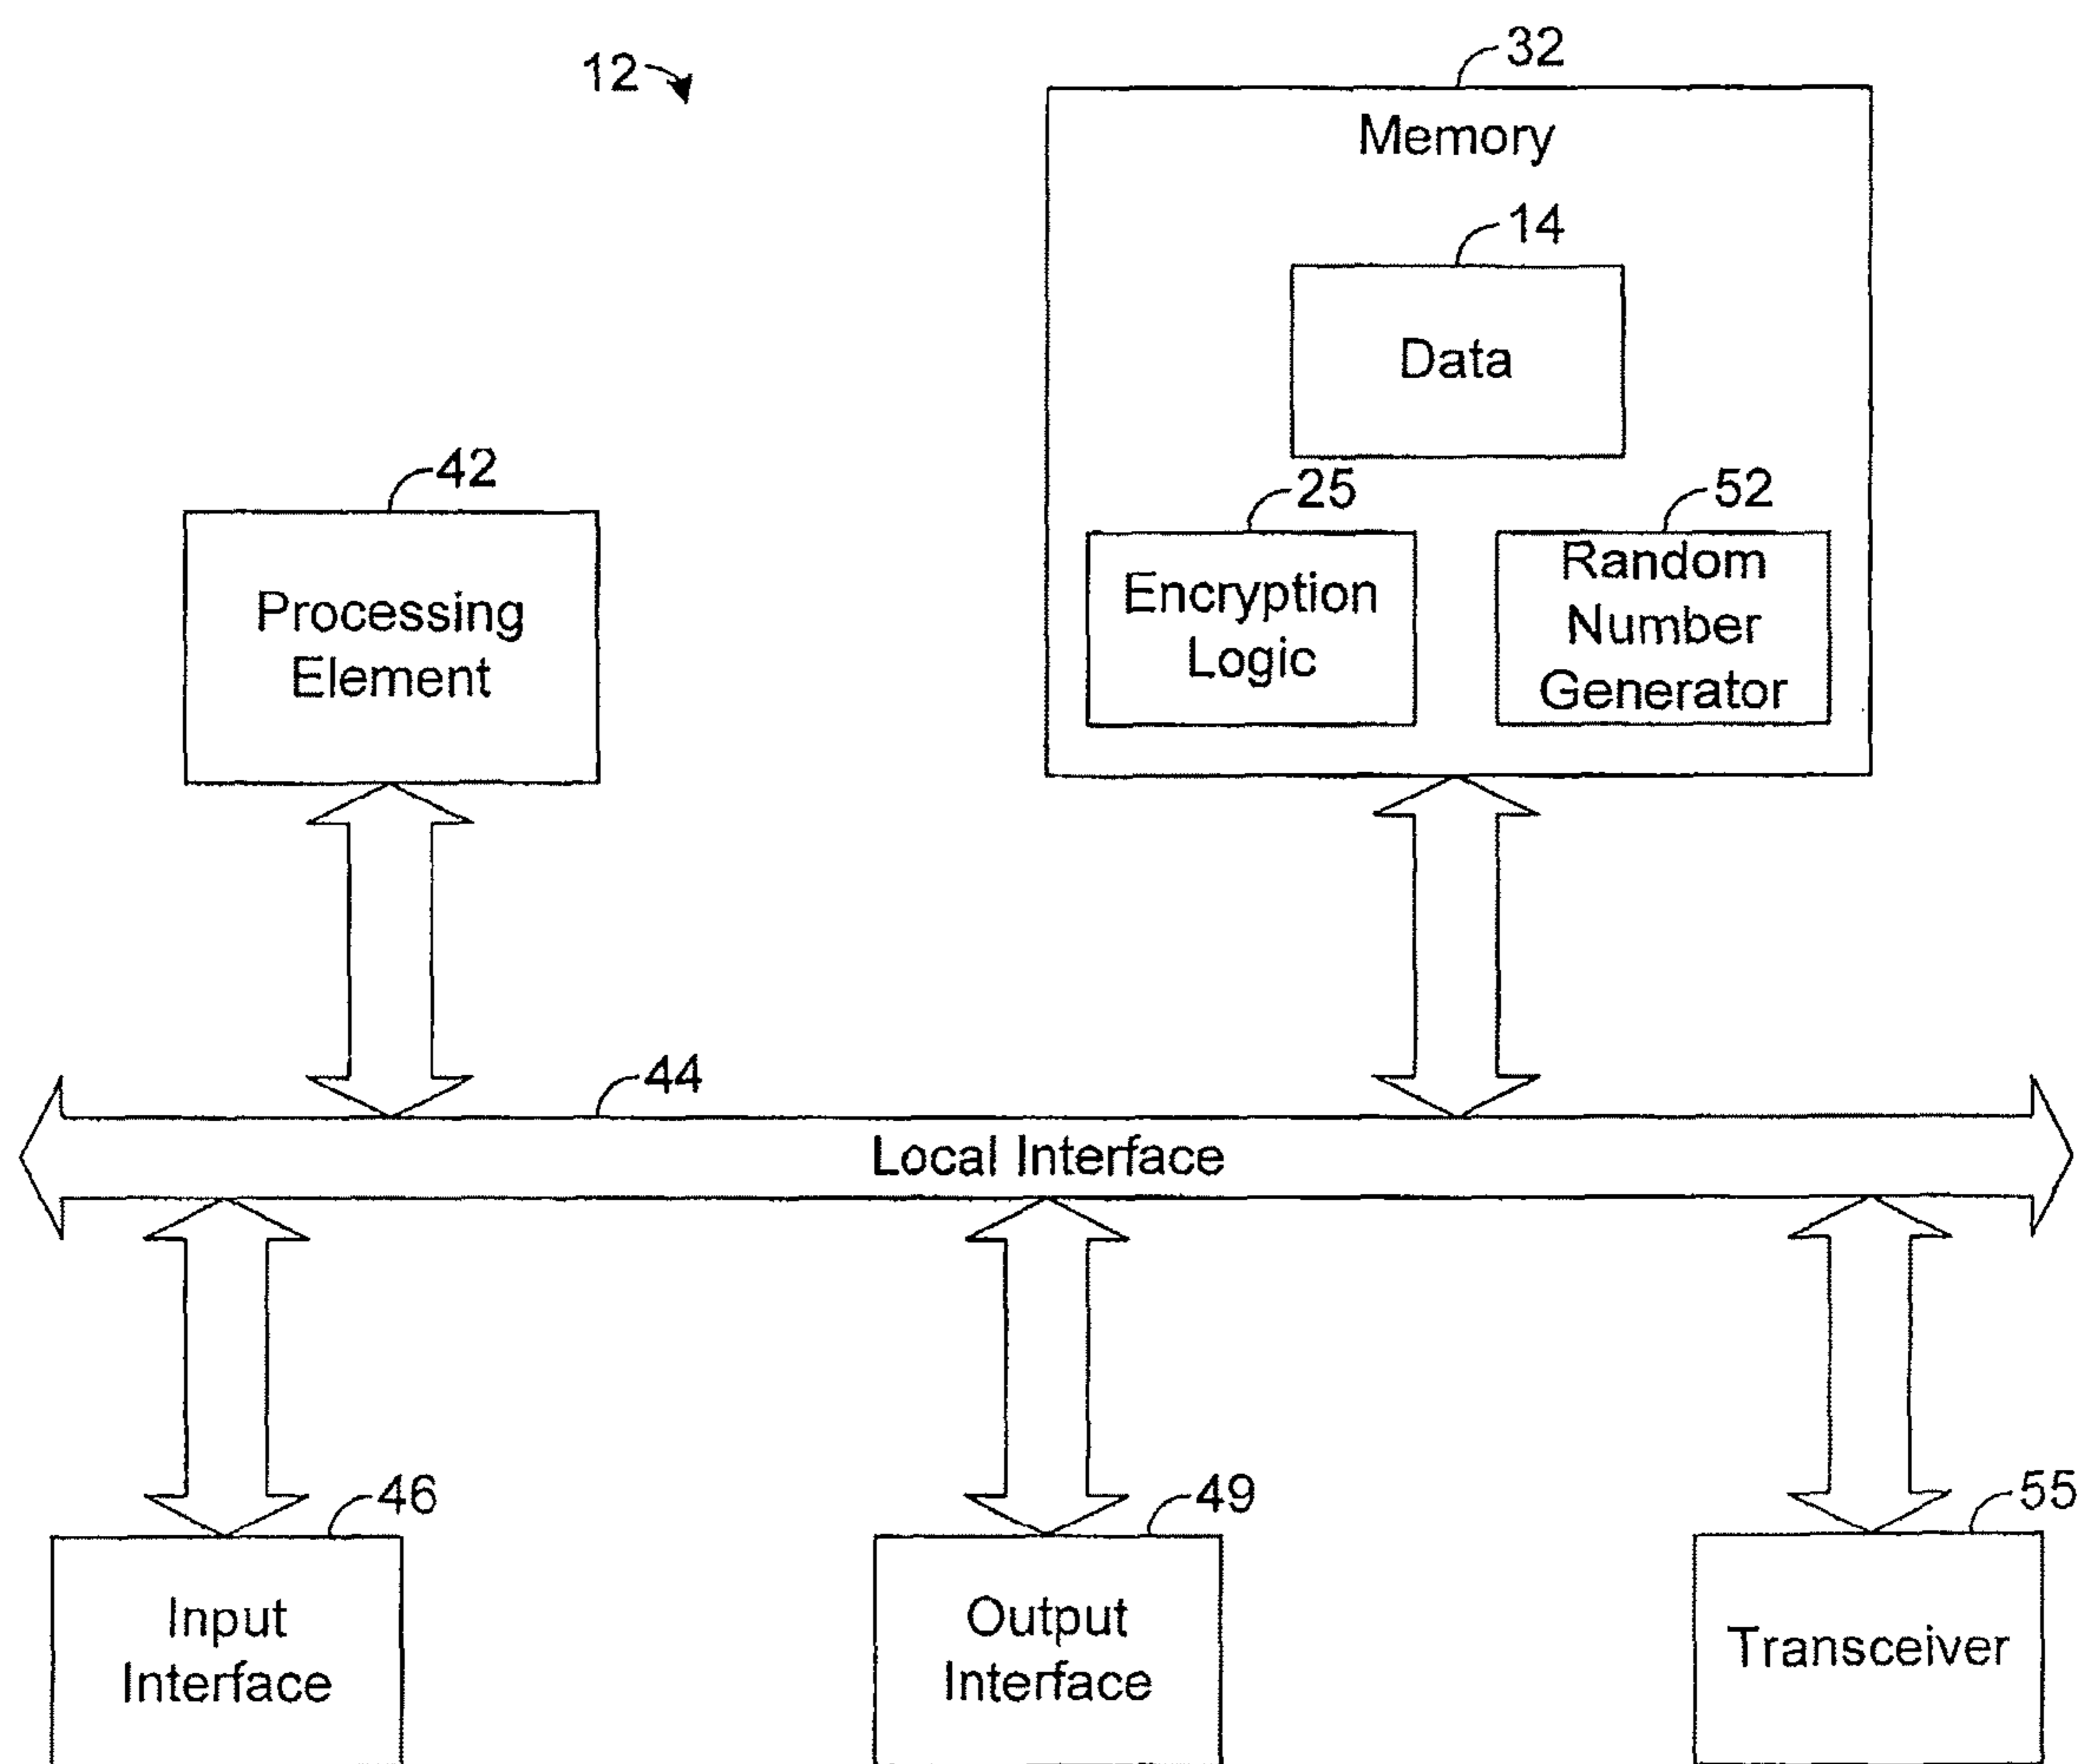 12
32
Memory
14
Data
42
25
52
Processing
Element
Encryption
Logic
Random
Number
Generator
44
Local Interface
46
49
55
Input
Interface
Output
Interface
Transceiver